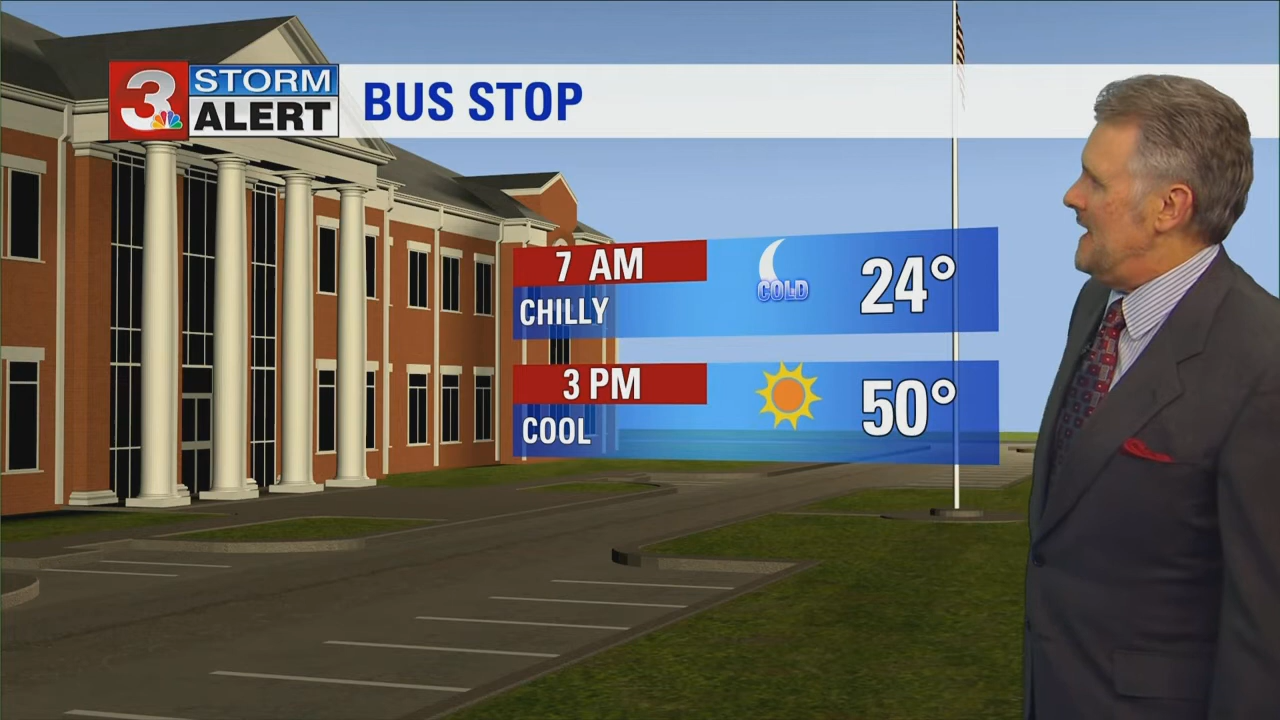 3 STORM
ALERT
BUS STOP
7 AM
CHILLY
COLD
24°
3 PM
COOL
50°